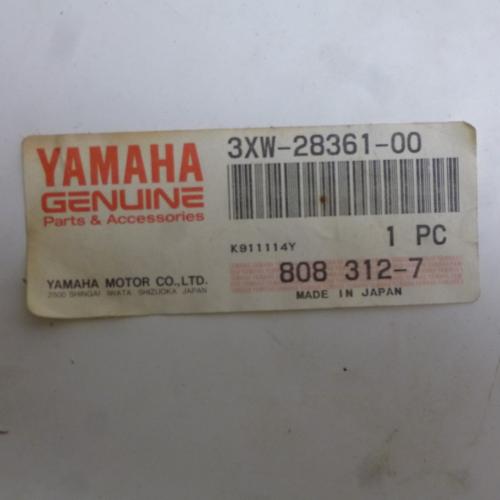 YAMAHA
GENUINE
Parts & Accessories
YAMAHA MOTOR CO.,LTD.
2500 SHINGAI IWATA SHIZUOKA JAPAN
3XW-28361-00
K911114Y
1 PC
808 312-7
MADE IN JAPAN